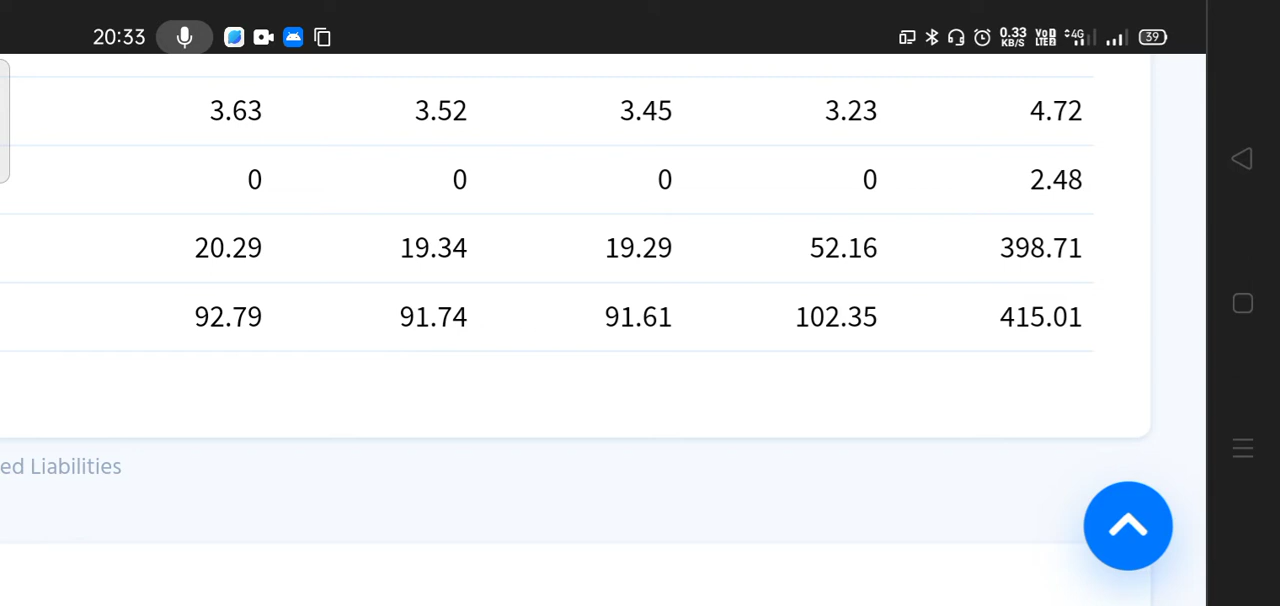 20:33 0.33 KB/S VoD LTE2 4G 39
3.63 3.52 3.45 3.23 4.72
0 0 0 0 2.48
20.29 19.34 19.29 52.16 398.71
92.79 91.74 91.61 102.35 415.01
ed Liabilities